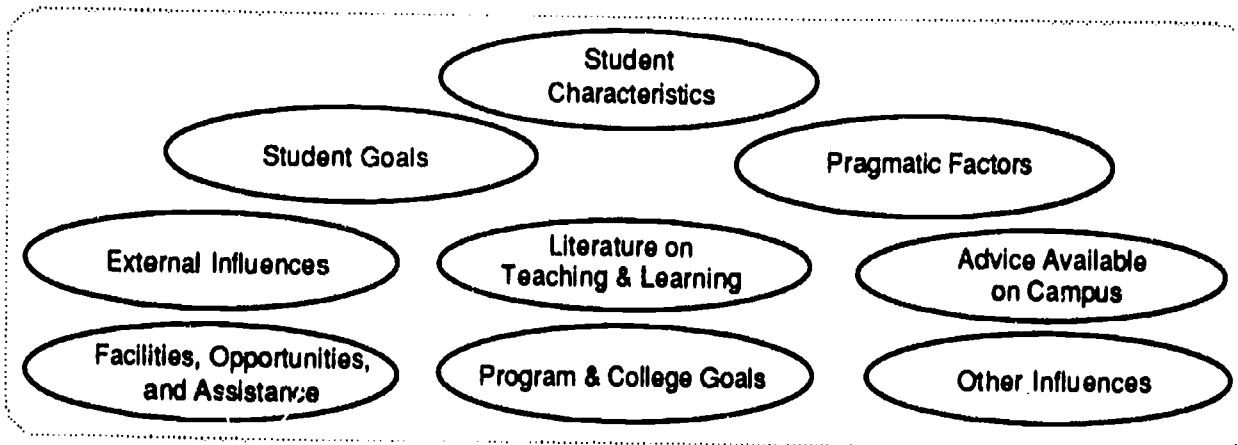 Student
Characteristics
Student Goals
Pragmatic Factors
External Influences
Literature on
Teaching & Learning
Advice Available
on Campus
Facilities, Opportunities,
and Assistance
Program & College Goals
Other Influences